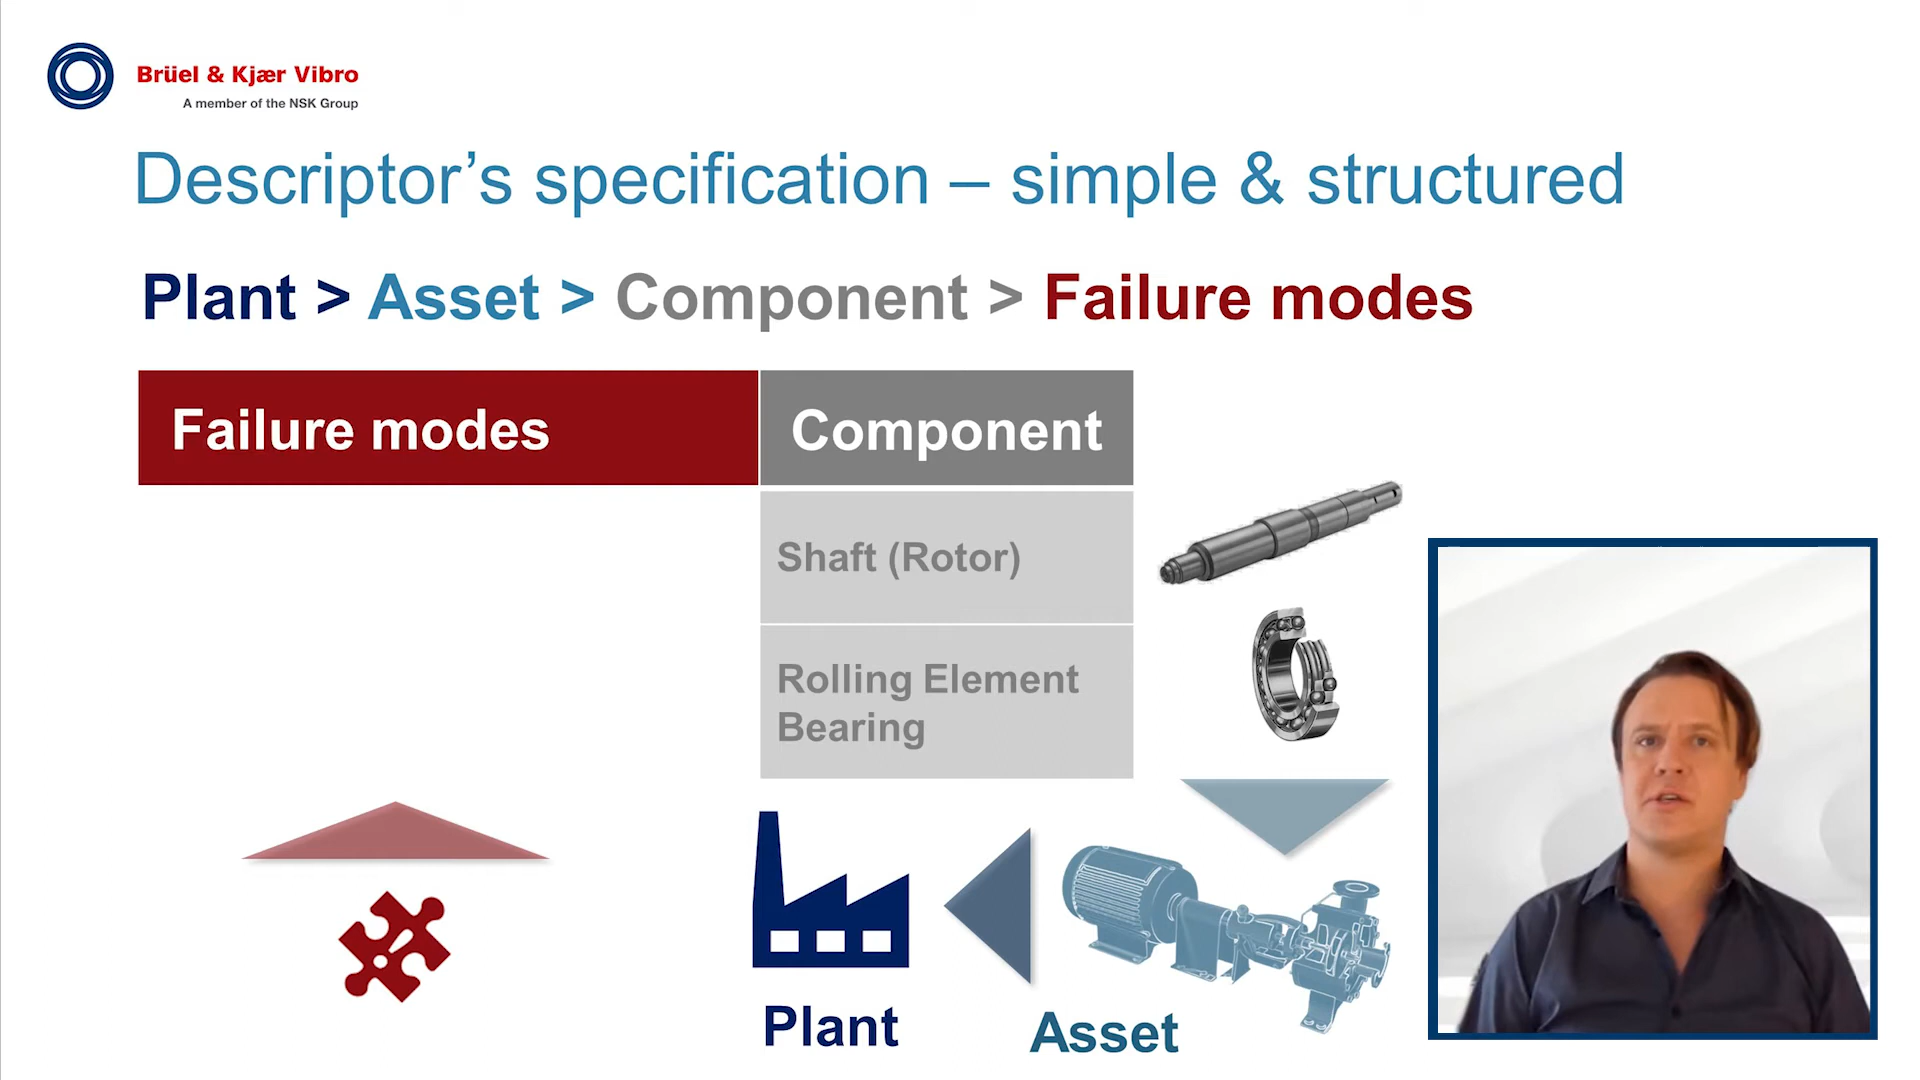 Brüel & Kjær Vibro
A member of the NSK Group
Descriptor’s specification – simple & structured
Plant > Asset > Component > Failure modes
Failure modes
Component
Shaft (Rotor)
Rolling Element
Bearing
Plant
Asset